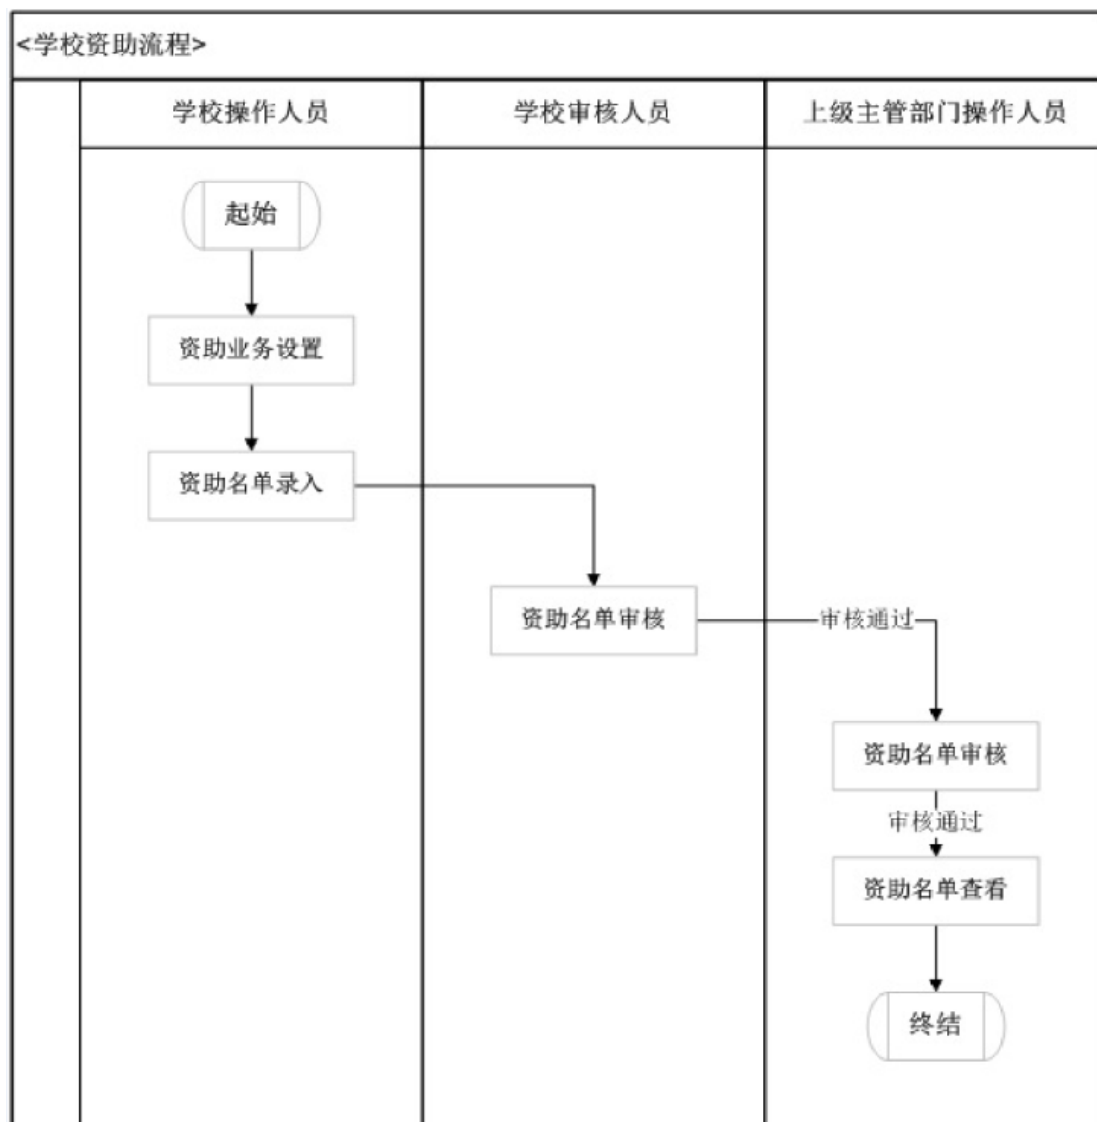 <学校资助流程>
学校操作人员
学校审核人员
上级主管部门操作人员
起始
资助业务设置
资助名单录入
资助名单审核
审核通过
资助名单审核
审核通过
资助名单查看
终结